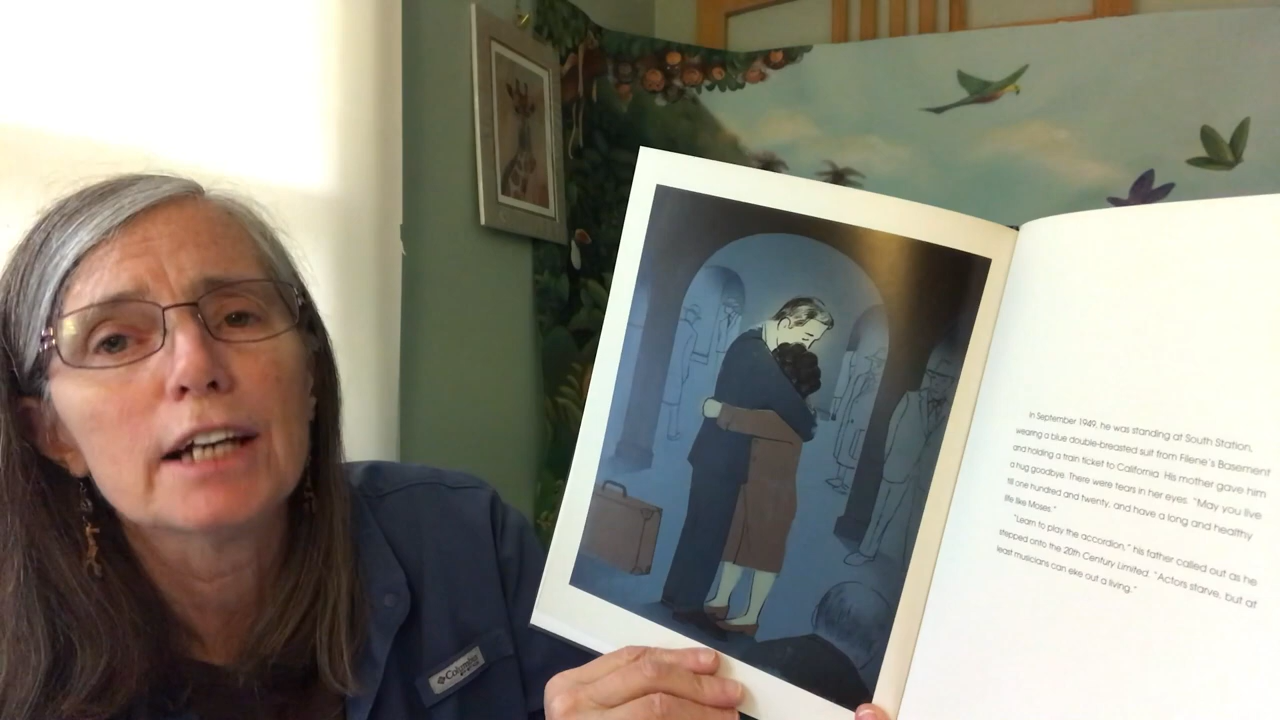 In September 1949, he was standing at South Station,
wearing a blue double-breasted suit from Filene's Basement
and holding a train ticket to California. His mother gave him
a hug goodbye. There were tears in her eyes. "May you live
till one hundred and twenty, and have a long and healthy
life like Moses."
"Learn to play the accordion," his father called out as he
stepped onto the 20th Century Limited. "Actors starve, but at
least musicians can eke out a living."
Columbia